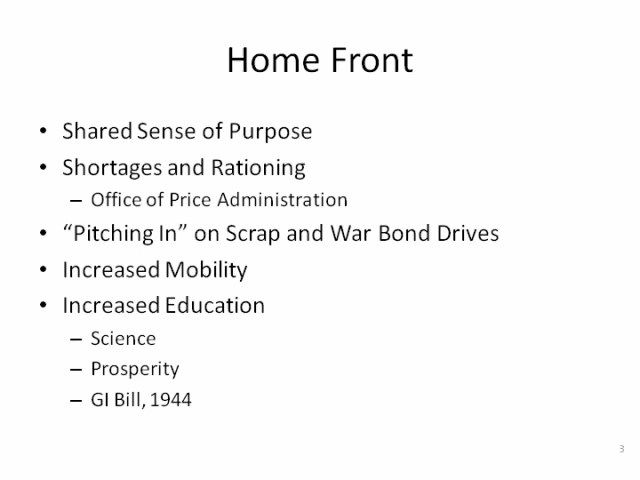 Home Front
• Shared Sense of Purpose
• Shortages and Rationing
– Office of Price Administration
• “Pitching In” on Scrap and War Bond Drives
• Increased Mobility
• Increased Education
– Science
– Prosperity
– GI Bill, 1944
3